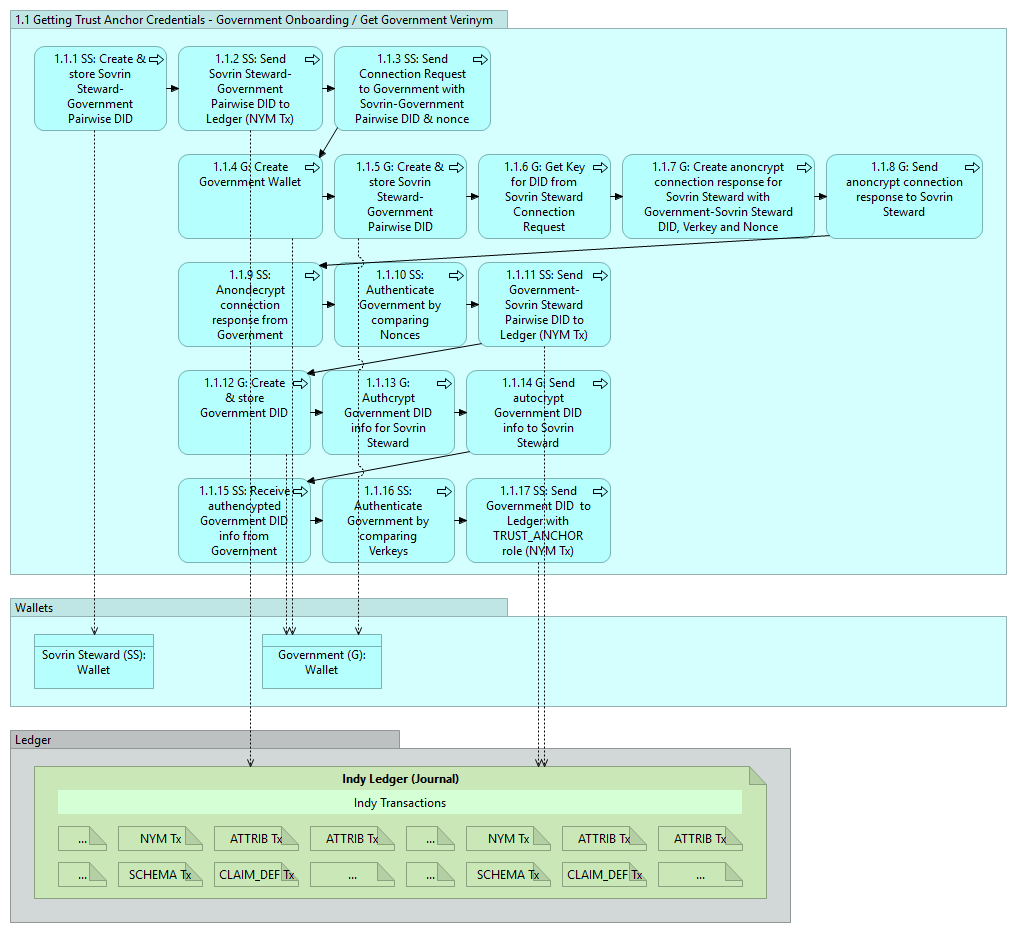 1.1 Getting Trust Anchor Credentials - Government Onboarding / Get Government Verinym
1.1.1 SS: Create &
store Sovrin
Steward-
Government
Pairwise DID
1.1.2 SS: Send
Sovrin Steward-
Government
Pairwise DID to
Ledger (NYM Tx)
1.1.3 SS: Send
Connection Request
to Government with
Sovrin-Government
Pairwise DID & nonce
1.1.4 G: Create
Government Wallet
1.1.5 G: Create &
store Sovrin
Steward-
Government
Pairwise DID
1.1.6 G: Get Key
for DID from
Sovrin Steward
Connection
Request
1.1.7 G: Create anoncrypt
connection response for
Sovrin Steward with
Government-Sovrin Steward
DID, Verkey and Nonce
1.1.8 G: Send
anoncrypt connection
response to Sovrin
Steward
1.1.9 SS:
Anondecrypt
connection
response from
Government
1.1.10 SS:
Authenticate
Government by
comparing
Nonces
1.1.11 SS: Send
Government-
Sovrin Steward
Pairwise DID to
Ledger (NYM Tx)
1.1.12 G: Create
& store
Government DID
1.1.13 G:
Authcrypt
Government DID
info for Sovrin
Steward
1.1.14 G: Send
autocrypt
Government DID
info to Sovrin
Steward
1.1.15 SS: Receive
authencypted
Government DID
info from
Government
1.1.16 SS:
Authenticate
Government by
comparing
Verkeys
1.1.17 SS: Send
Government DID  to
Ledger with
TRUST_ANCHOR
role (NYM Tx)
Wallets
Sovrin Steward (SS):
Wallet
Government (G):
Wallet
Ledger
Indy Ledger (Journal)
Indy Transactions
... NYM Tx ATTRIB Tx ATTRIB Tx ... NYM Tx ATTRIB Tx ATTRIB Tx
... SCHEMA Tx CLAIM_DEF Tx ... ... SCHEMA Tx CLAIM_DEF Tx ...